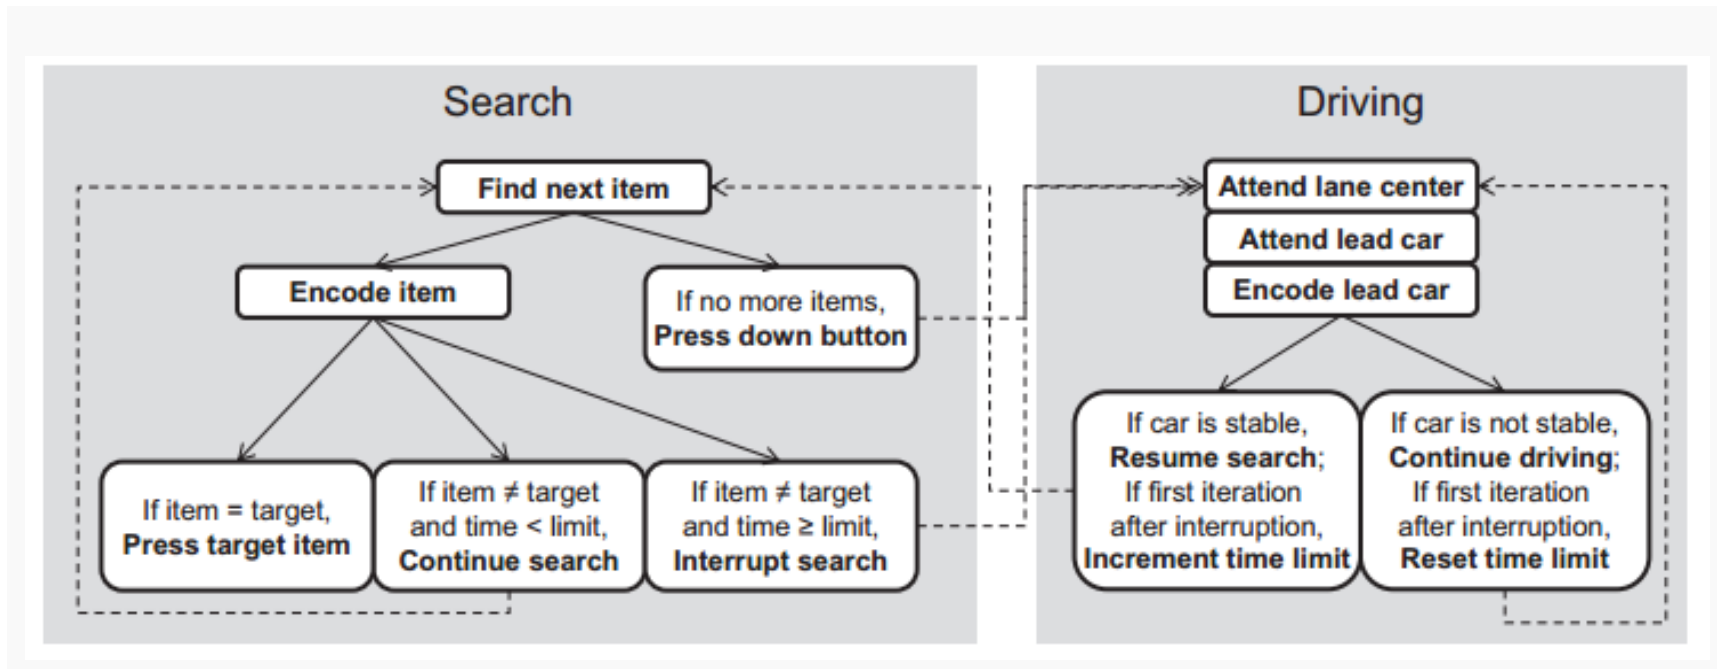 Search
Find next item
Encode item
If no more items,
Press down button
If item = target,
Press target item
If item ≠ target
and time < limit,
Continue search
If item ≠ target
and time ≥ limit,
Interrupt search
Driving
Attend lane center
Attend lead car
Encode lead car
If car is stable,
Resume search;
If first iteration
after interruption,
Increment time limit
If car is not stable,
Continue driving;
If first iteration
after interruption,
Reset time limit